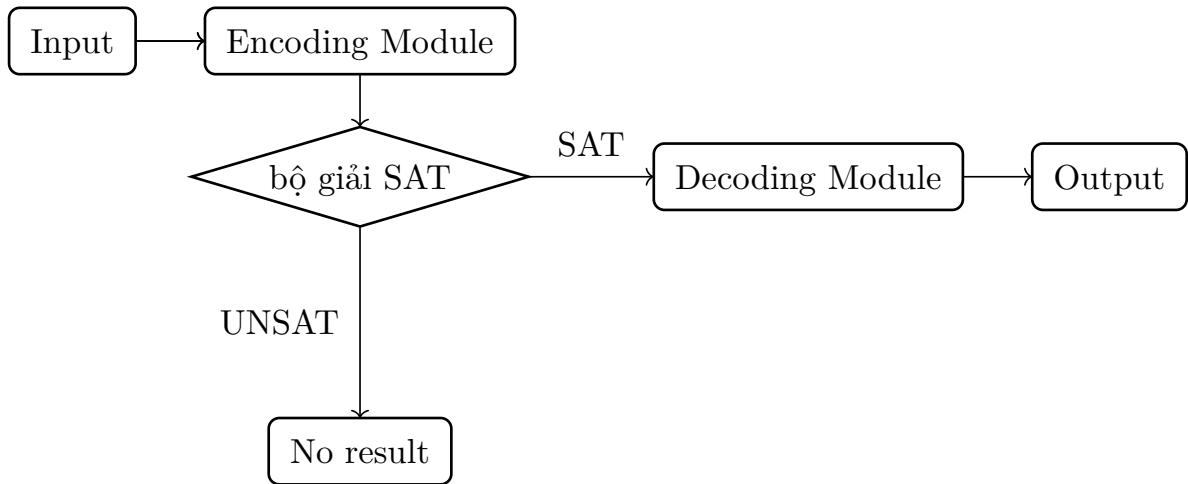 Input
Encoding Module
bộ giải SAT
SAT
Decoding Module
Output
UNSAT
No result